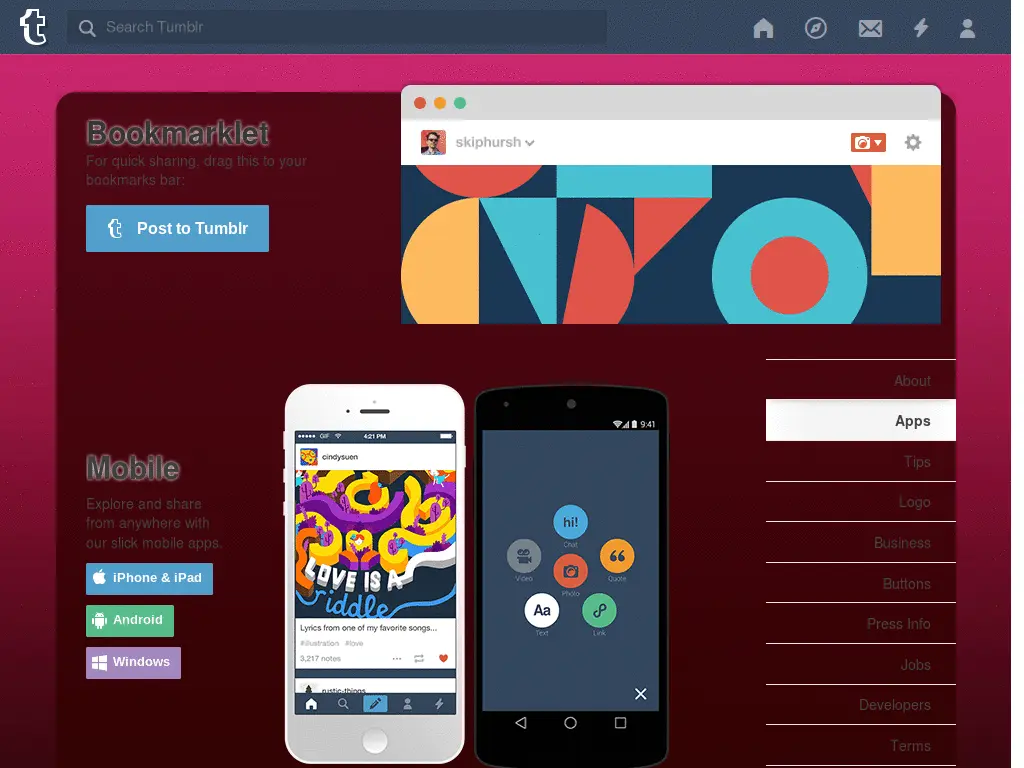 Search Tumblr
Bookmarklet
For quick sharing, drag this to your
bookmarks bar:
Post to Tumblr
skiphursh
Mobile
Explore and share
from anywhere with
our slick mobile apps.
iPhone & iPad
Android
Windows
GIF
4:21 PM
cindysuen
LOVE IS A
riddle
Lyrics from one of my favorite songs...
#illustration #love
3,217 notes
rustic-things
9:41
hi!
Chat
Video
Quote
Photo
Aa
Text
Link
About
Apps
Tips
Logo
Business
Buttons
Press Info
Jobs
Developers
Terms